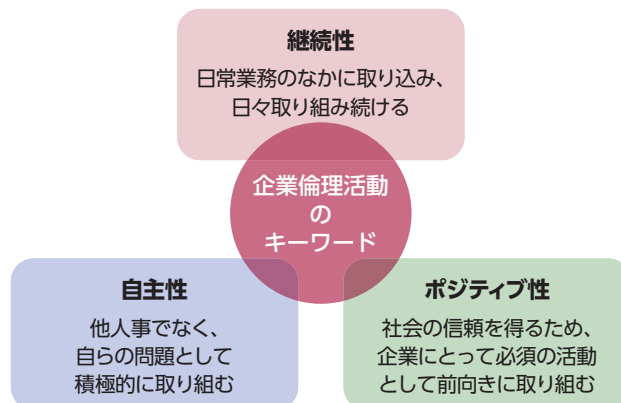 継続性
日常業務のなかに取り込み、
日々取り組み続ける
企業倫理活動
の
キーワード
自主性
他人事でなく、
自らの問題として
積極的に取り組む
ポジティブ性
社会の信頼を得るため、
企業にとって必須の活動
として前向きに取り組む